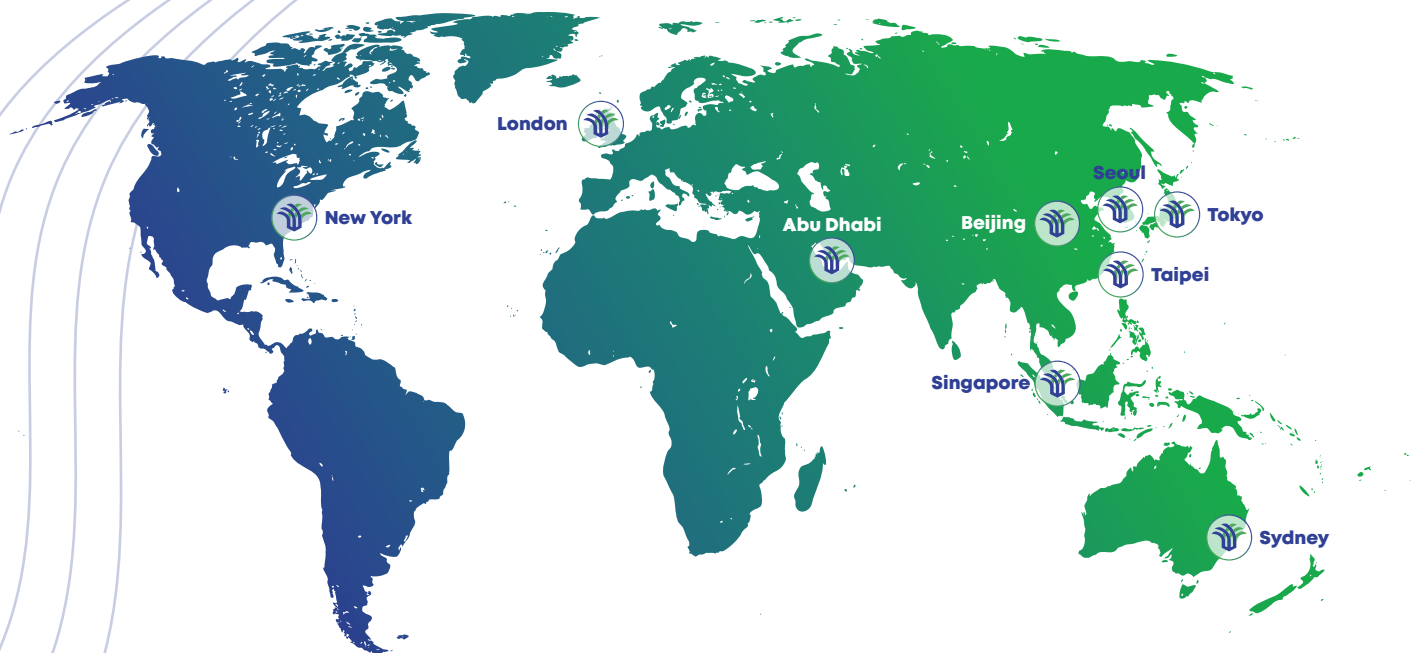 London
Seoul
New York
Abu Dhabi
Beijing
Tokyo
Taipei
Singapore
Sydney